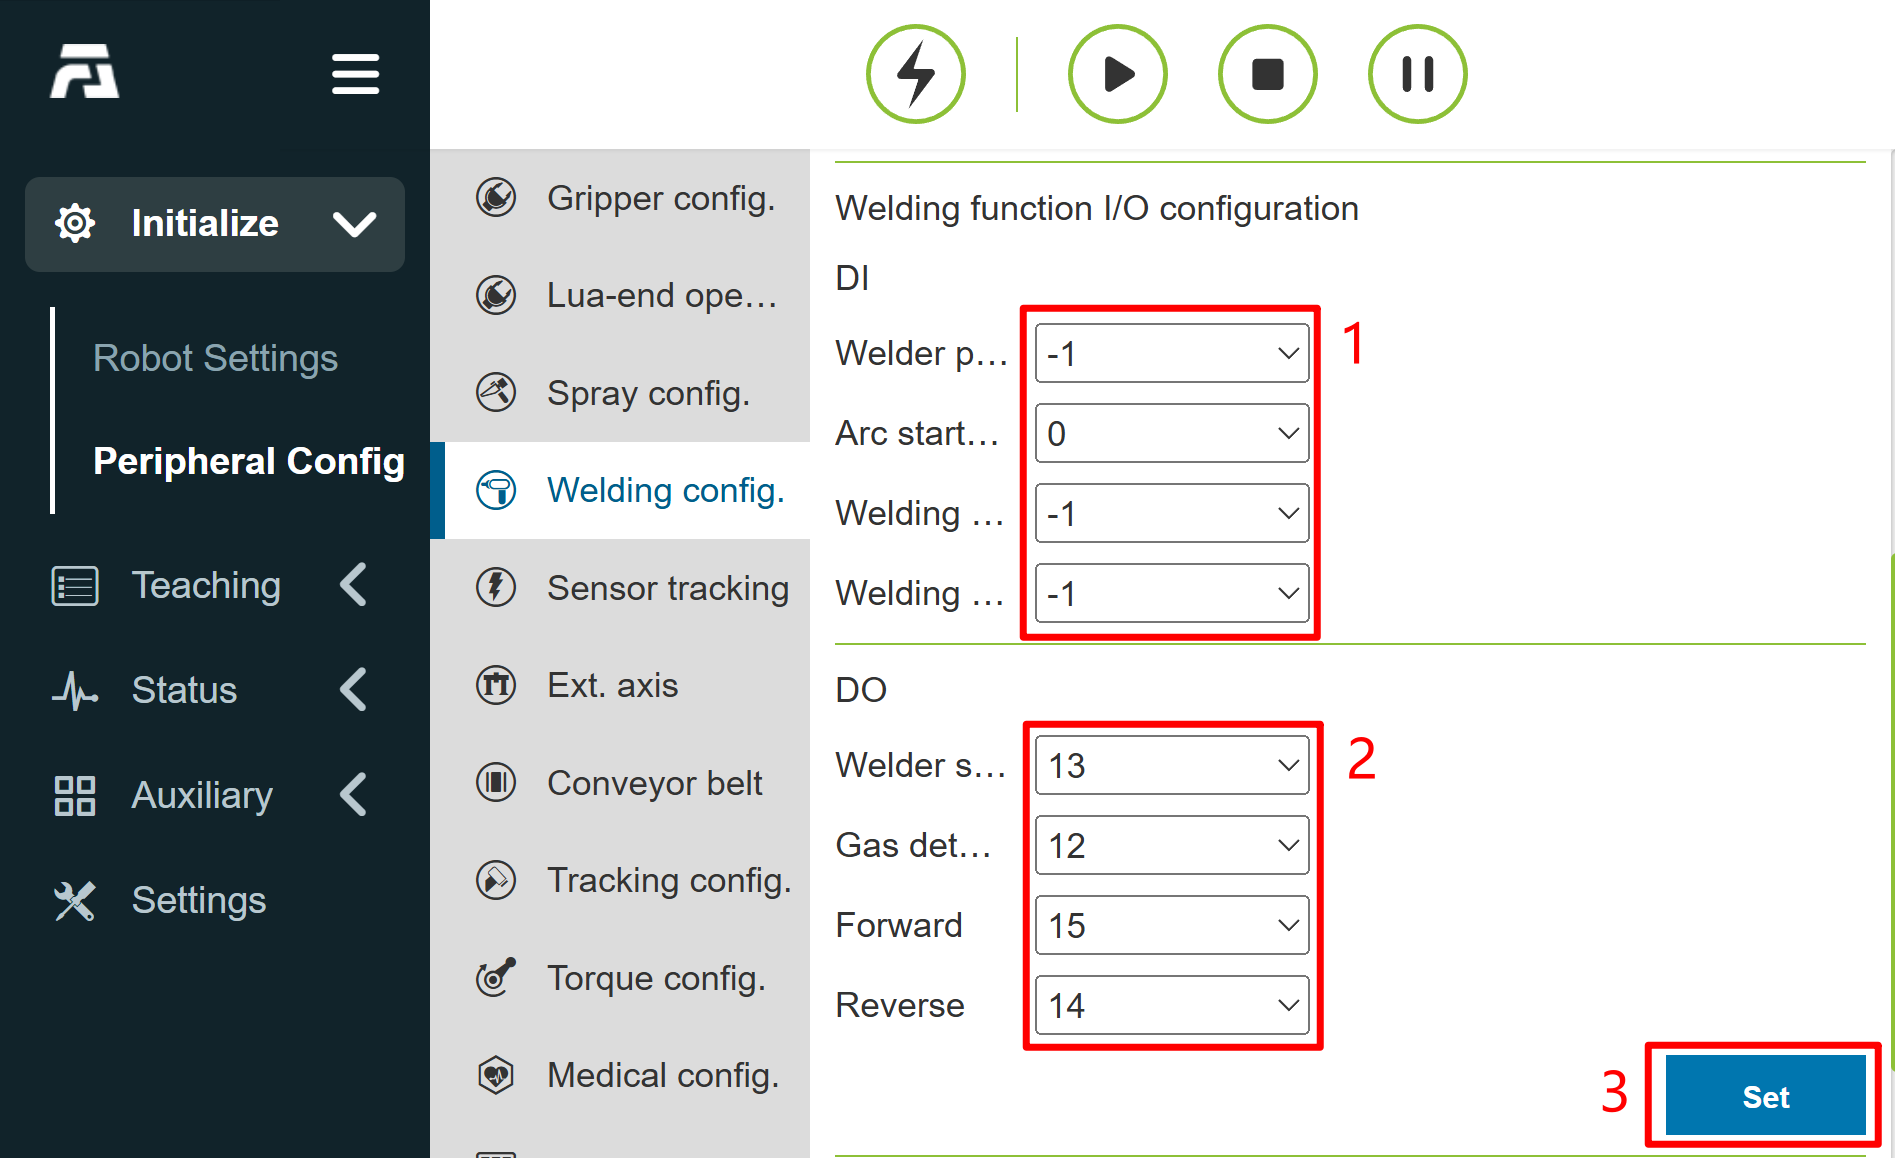 Initialize
Robot Settings
Peripheral Config
Teaching
Status
Auxiliary
Settings
Gripper config.
Lua-end ope...
Spray config.
Welding config.
Sensor tracking
Ext. axis
Conveyor belt
Tracking config.
Torque config.
Medical config.
Welding function I/O configuration
DI
Welder p... -1 1
Arc start... 0
Welding ... -1
Welding ... -1
DO
Welder s... 13 2
Gas det... 12
Forward 15
Reverse 14
3 Set